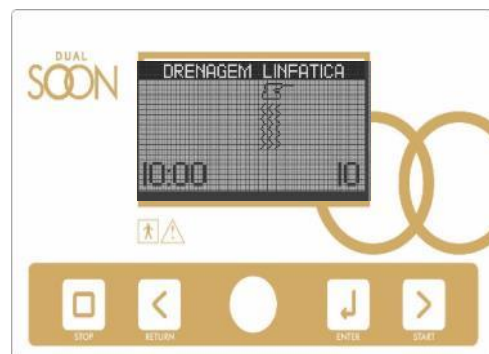 DUAL
SOON
DRENAGEM LINFATICA
10:00 10
STOP RETURN ENTER START